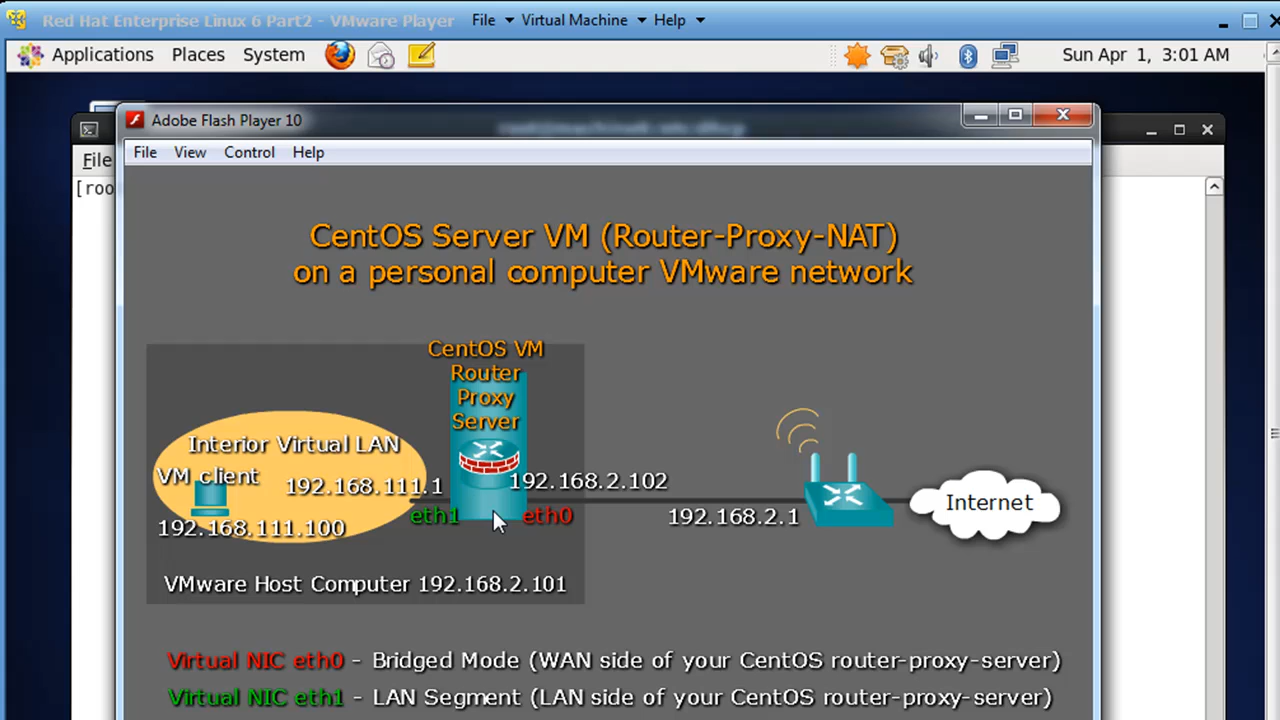 Red Hat Enterprise Linux 6 Part2 - VMware Player
File Virtual Machine Help
Applications Places System
Sun Apr 1, 3:01 AM
Adobe Flash Player 10
File
File View Control Help
[roo
CentOS Server VM (Router-Proxy-NAT)
on a personal computer VMware network
CentOS VM
Router
Proxy
Server
Interior Virtual LAN
VM client
192.168.111.1
192.168.2.102
192.168.111.100
eth1
eth0
192.168.2.1
Internet
VMware Host Computer 192.168.2.101
Virtual NIC eth0 - Bridged Mode (WAN side of your CentOS router-proxy-server)
Virtual NIC eth1 - LAN Segment (LAN side of your CentOS router-proxy-server)